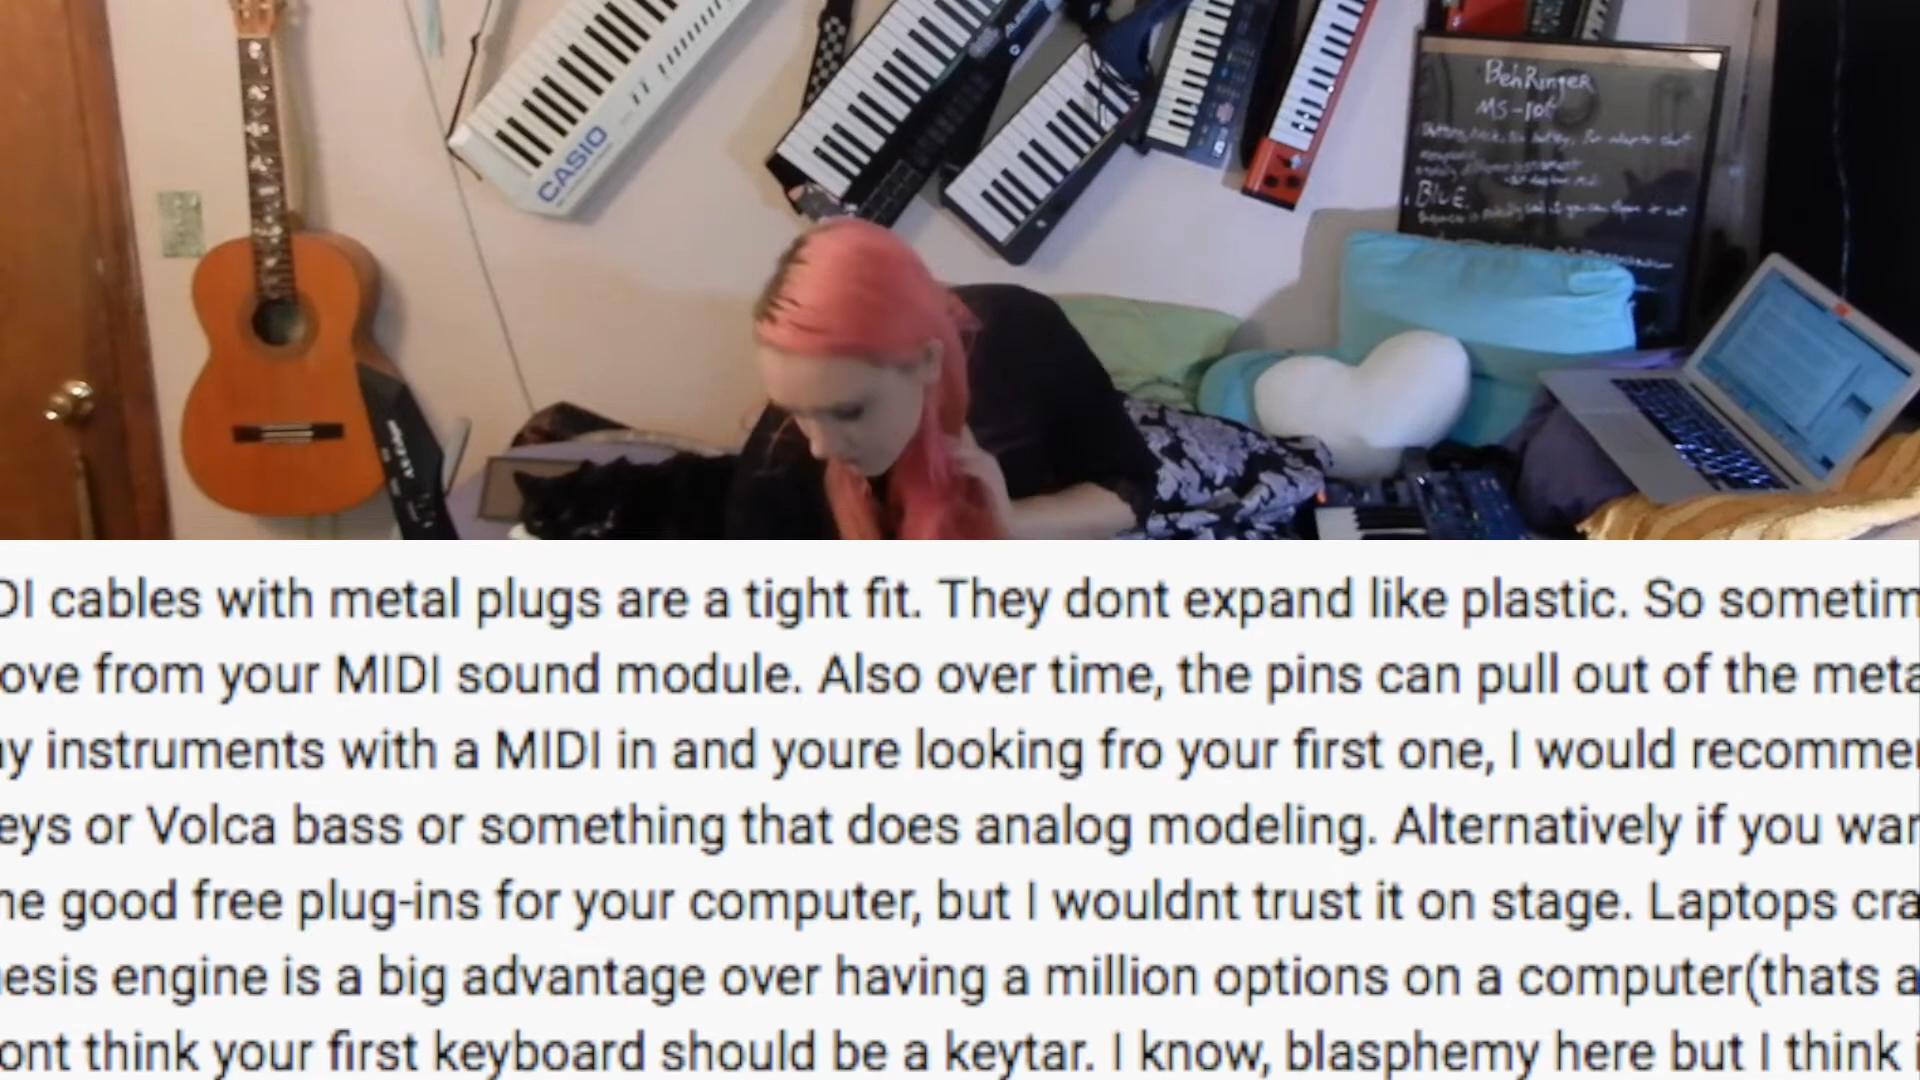 CASIO
BehRinger
MS-101
BLUE
DI cables with metal plugs are a tight fit. They dont expand like plastic. So sometim
ove from your MIDI sound module. Also over time, the pins can pull out of the meta
y instruments with a MIDI in and youre looking fro your first one, I would recommen
eys or Volca bass or something that does analog modeling. Alternatively if you wan
ne good free plug-ins for your computer, but I wouldnt trust it on stage. Laptops cra
esis engine is a big advantage over having a million options on a computer(thats a
ont think your first keyboard should be a keytar. I know, blasphemy here but I think i